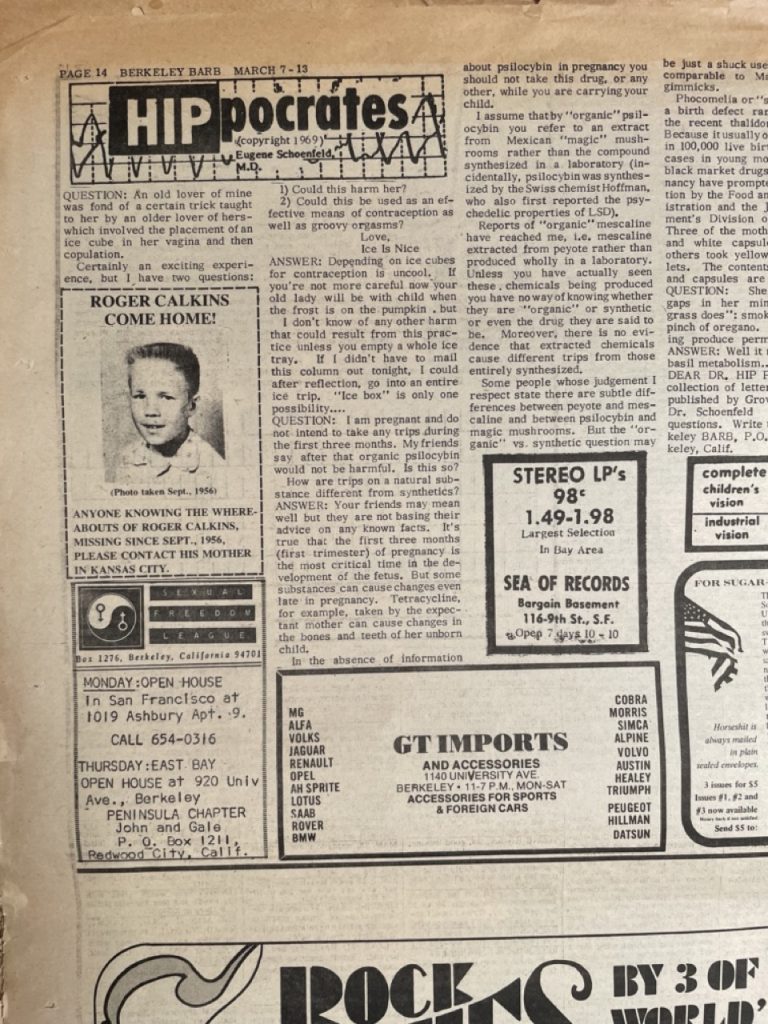 PAGE 14 BERKELEY BARB MARCH 7-13
HIPpocrates
(copyright 1969)
Eugene Schoenfeld,
M.D.
QUESTION: An old lover of mine
was fond of a certain trick taught
to her by an older lover of hers-
which involved the placement of an
ice cube in her vagina and then
copulation.
Certainly an exciting experi-
ence, but I have two questions:
ROGER CALKINS
COME HOME!
(Photo taken Sept., 1956)
ANYONE KNOWING THE WHERE-
ABOUTS OF ROGER CALKINS,
MISSING SINCE SEPT., 1956,
PLEASE CONTACT HIS MOTHER
IN KANSAS CITY.
SEXUAL
FREEDOM
LEAGUE
Box 1276, Berkeley, California 94701
MONDAY:OPEN HOUSE
in San Francisco at
1019 Ashbury Apt. 9.
CALL 654-0316
THURSDAY:EAST BAY
OPEN HOUSE at 920 Univ
Ave., Berkeley
PENINSULA CHAPTER
John and Gale
P. O. Box 1211,
Redwood City, Calif.
1) Could this harm her?
2) Could this be used as an ef-
fective means of contraception as
well as groovy orgasms?
Love,
Ice Is Nice
ANSWER: Depending on ice cubes
for contraception is uncool. If
you're not more careful now your
old lady will be with child when
the frost is on the pumpkin, but
I don't know of any other harm
that could result from this prac-
tice unless you empty a whole ice
tray. If I didn't have to mail
this column out tonight, I could
after reflection, go into an entire
ice trip. "Ice box" is only one
possibility....
QUESTION: I am pregnant and do
not intend to take any trips during
the first three months. My friends
say after that organic psilocybin
would not be harmful. Is this so?
How are trips on a natural sub-
stance different from synthetics?
ANSWER: Your friends may mean
well but they are not basing their
advice on any known facts. It's
true that the first three months
(first trimester) of pregnancy is
the most critical time in the de-
velopment of the fetus. But some
substances can cause changes even
late in pregnancy. Tetracycline,
for example, taken by the expec-
tant mother can cause changes in
the bones and teeth of her unborn
child.
In the absence of information
about psilocybin in pregnancy you
should not take this drug, or any
other, while you are carrying your
child.
I assume that by "organic" psil-
ocybin you refer to an extract
from Mexican "magic" mush-
rooms rather than the compound
synthesized in a laboratory (in-
cidentally, psilocybin was synthes-
ized by the Swiss chemist Hoffman,
who also first reported the psy-
chedelic properties of LSD).
Reports of "organic" mescaline
have reached me, i.e. mescaline
extracted from peyote rather than
produced wholly in a laboratory.
Unless you have actually seen
these chemicals being produced
you have no way of knowing whether
they are "organic" or synthetic
or even the drug they are said to
be. Moreover, there is no evi-
dence that extracted chemicals
cause different trips from those
entirely synthesized.
Some people whose judgement I
respect state there are subtle dif-
ferences between peyote and mes-
caline and between psilocybin and
magic mushrooms. But the "or-
ganic" vs. synthetic question may
STEREO LP's
98¢
1.49-1.98
Largest Selection
In Bay Area
SEA OF RECORDS
Bargain Basement
116-9th St., S.F.
Open 7 days 10 - 10
be just a shuck use
comparable to Ma
gimmicks.
Phocomelia or "s
a birth defect ra
the recent thalido
Because it usually o
in 100,000 live bir
cases in young mo
black market drugs
nancy have prompte
tion by the Food an
istration and the J
ment's Division o
Three of the moth
and white capsul
others took yellow
lets. The contents
and capsules are
QUESTION: She
gaps in her min
grass does": smok
pinch of oregano.
ing produce perm
ANSWER: Well it
basil metabolism..
DEAR DR. HIP P
collection of letter
published by Grov
Dr. Schoenfeld
questions. Write
keley BARB, P.O.
keley, Calif.
complete
children's
vision
industrial
vision
FOR SUGAR-
Horseshit is
always mailed
in plain
sealed envelopes.
3 issues for $5
Issues #1, #2 and
#3 now available
Money back if not satisfied
Send $5 to:
MG
ALFA
VOLKS
JAGUAR
RENAULT
OPEL
AH SPRITE
LOTUS
SAAB
ROVER
BMW
GT IMPORTS
AND ACCESSORIES
1140 UNIVERSITY AVE.
BERKELEY • 11-7 P.M., MON-SAT
ACCESSORIES FOR SPORTS
& FOREIGN CARS
COBRA
MORRIS
SIMCA
ALPINE
VOLVO
AUSTIN
HEALEY
TRIUMPH
PEUGEOT
HILLMAN
DATSUN
ROCK
BY 3 OF
WORLD'